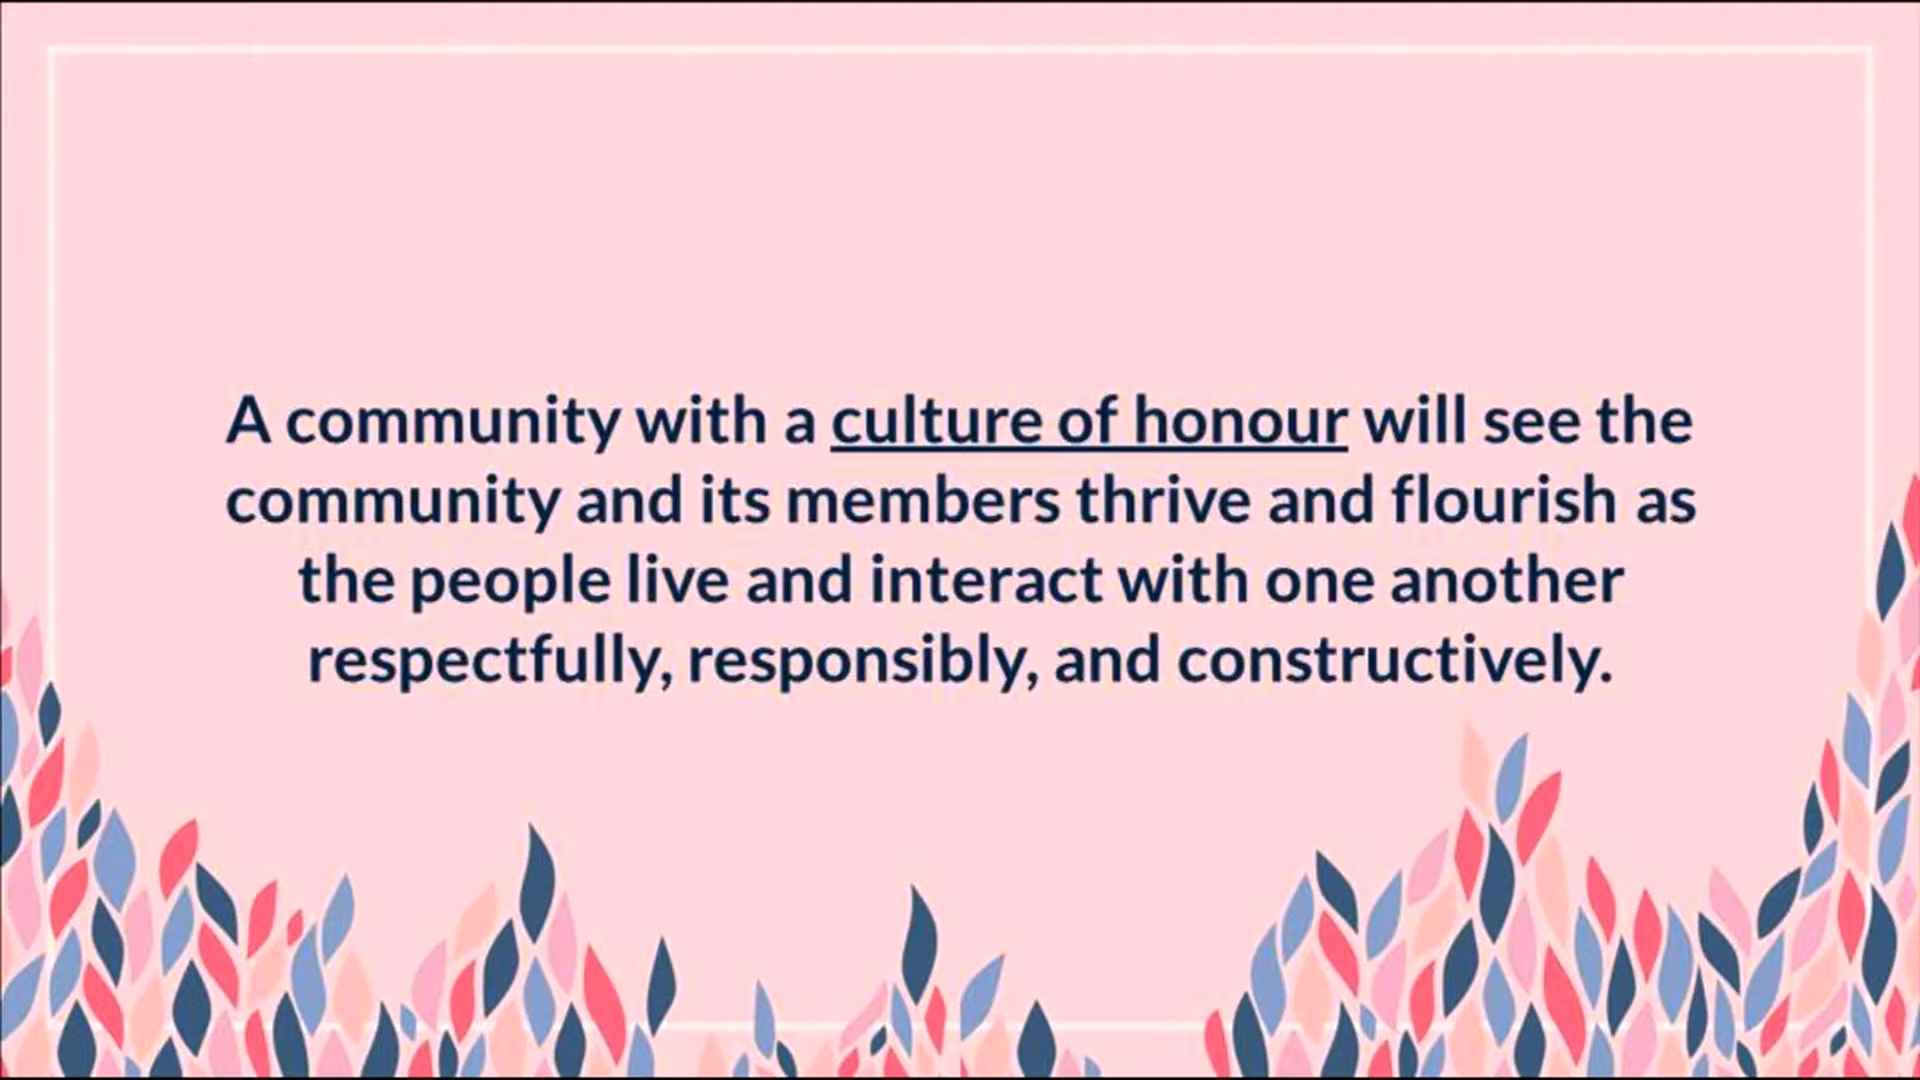 A community with a culture of honour will see the
community and its members thrive and flourish as
the people live and interact with one another
respectfully, responsibly, and constructively.